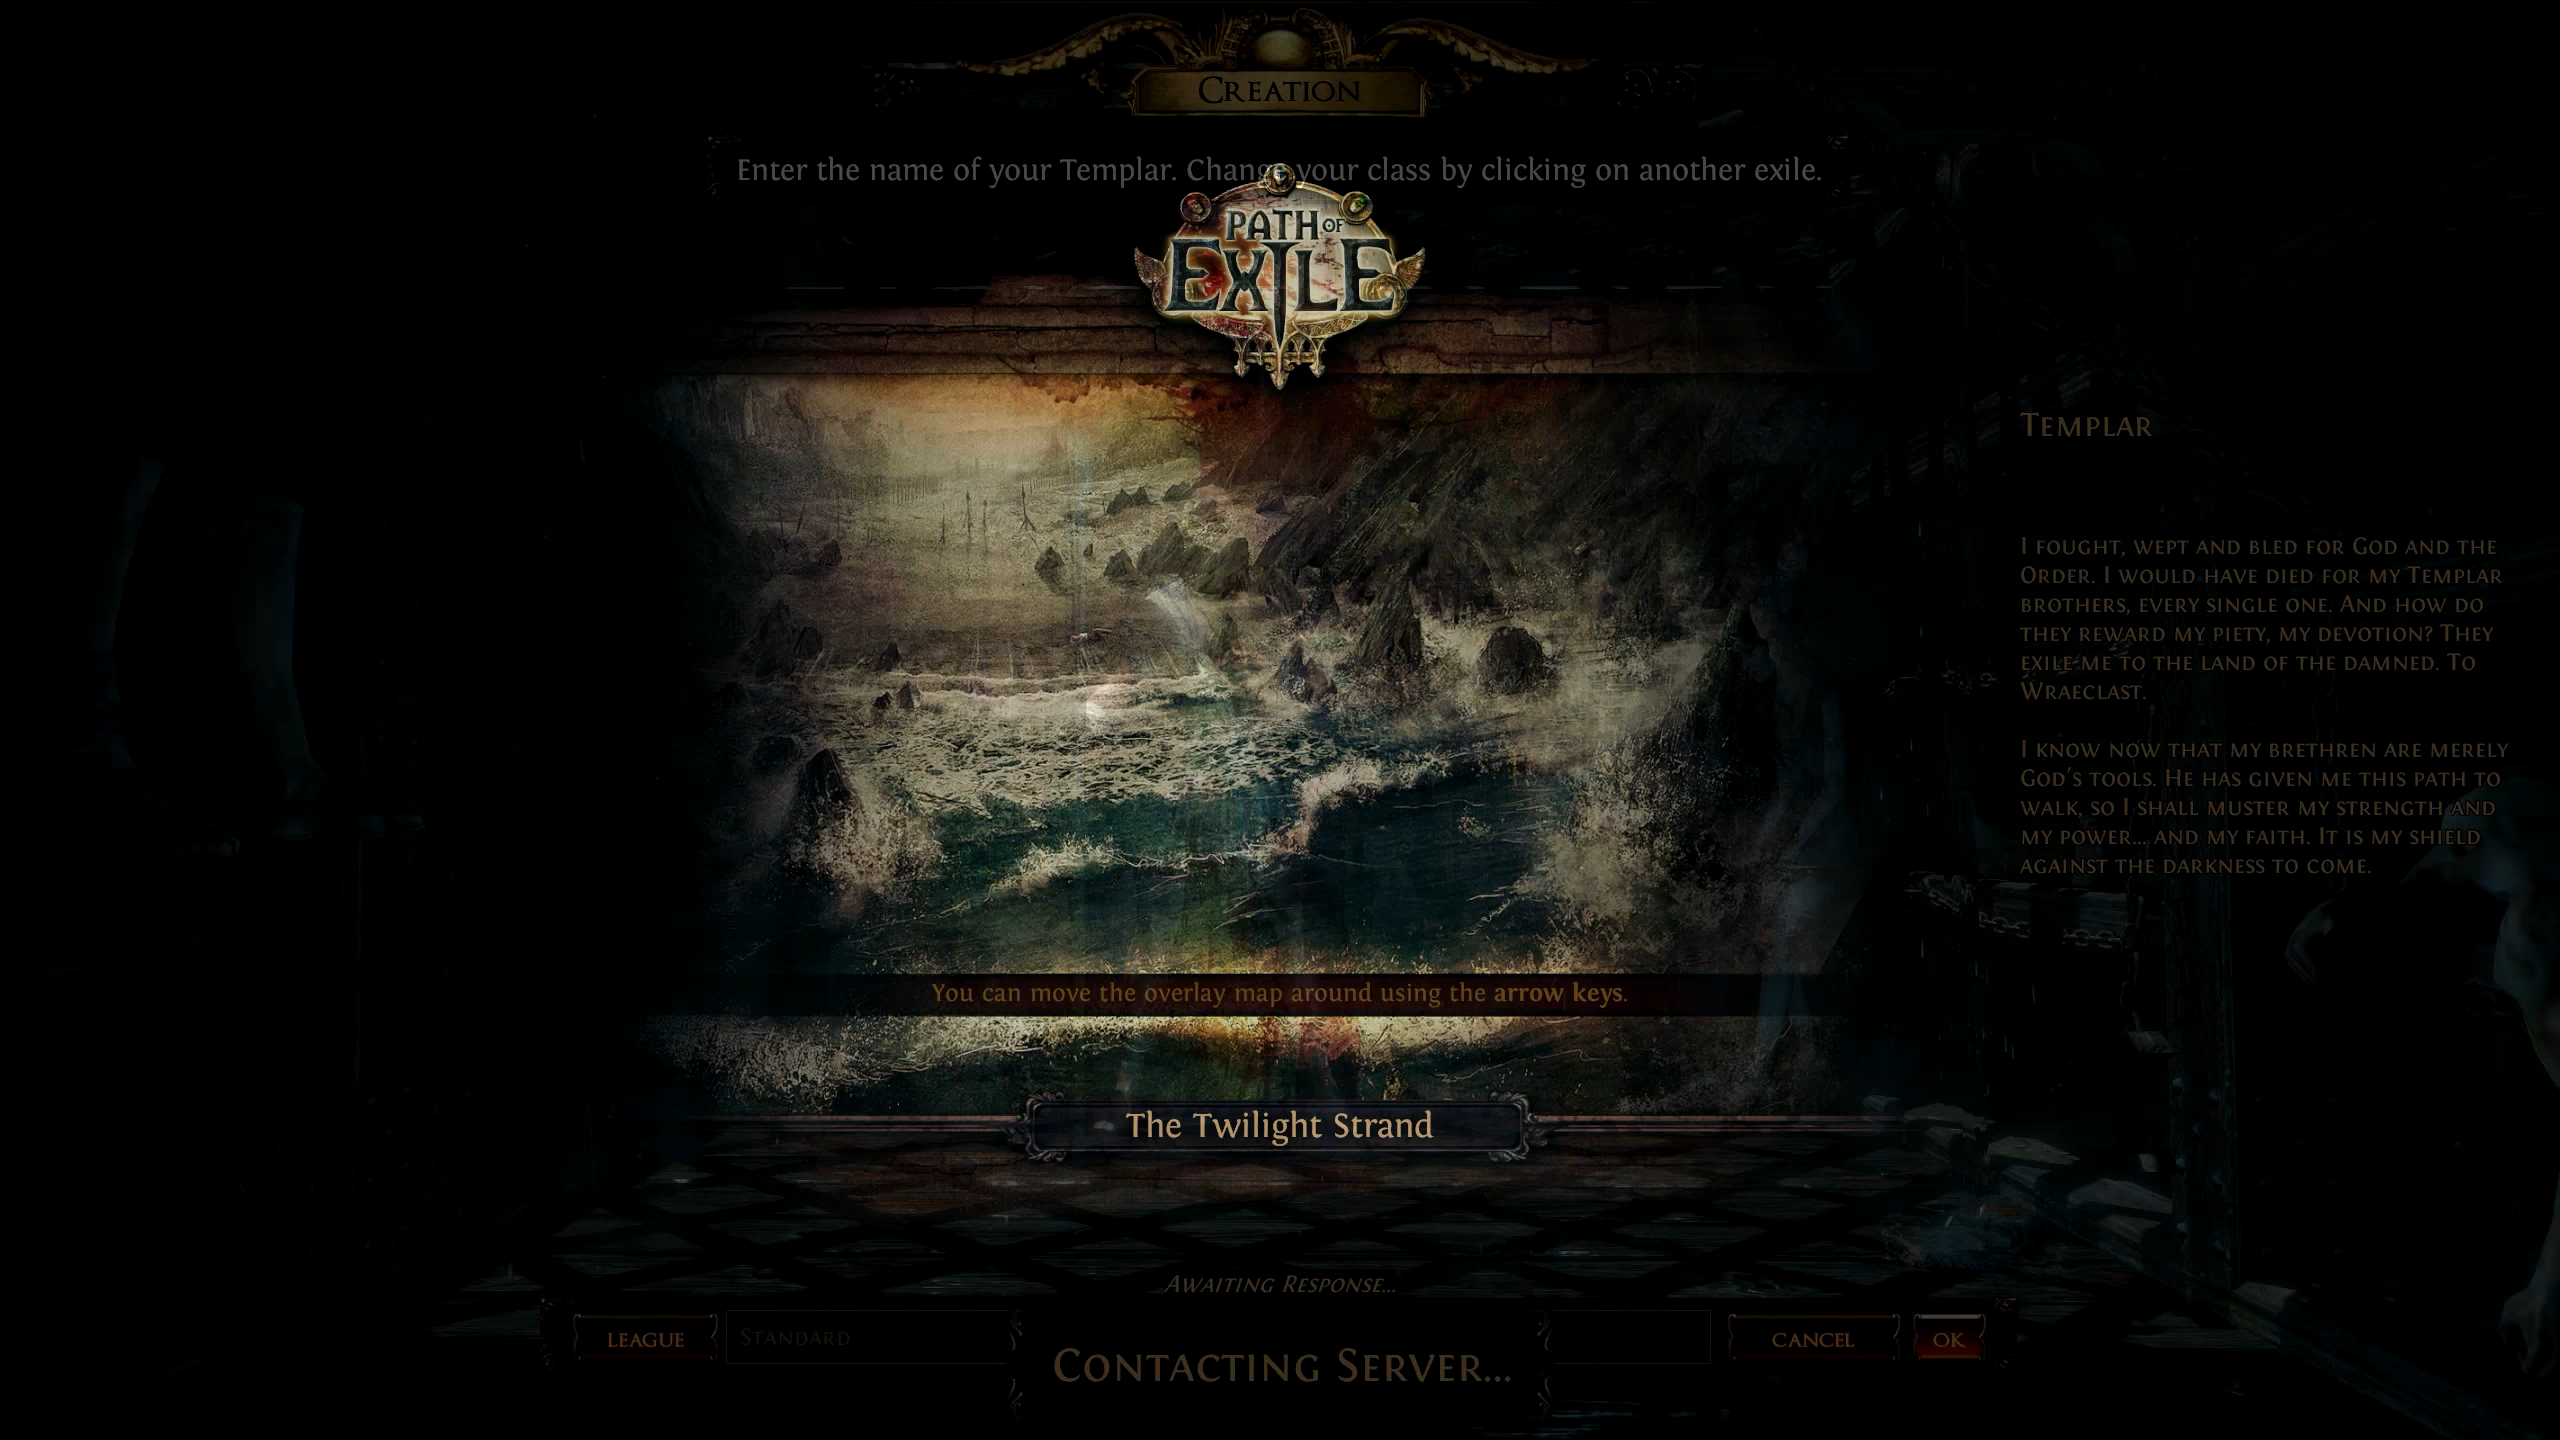 Creation
Enter the name of your Templar. Change your class by clicking on another exile.
PATH OF
EXILE
Templar
I fought, wept and bled for God and the
Order. I would have died for my Templar
brothers, every single one. And how do
they reward my piety, my devotion? They
exile me to the land of the damned. To
Wraeclast.
I know now that my brethren are merely
God's tools. He has given me this path to
walk, so I shall muster my strength and
my power... and my faith. It is my shield
against the darkness to come.
You can move the overlay map around using the arrow keys.
The Twilight Strand
Awaiting Response...
LEAGUE
Standard
CANCEL
OK
Contacting Server...